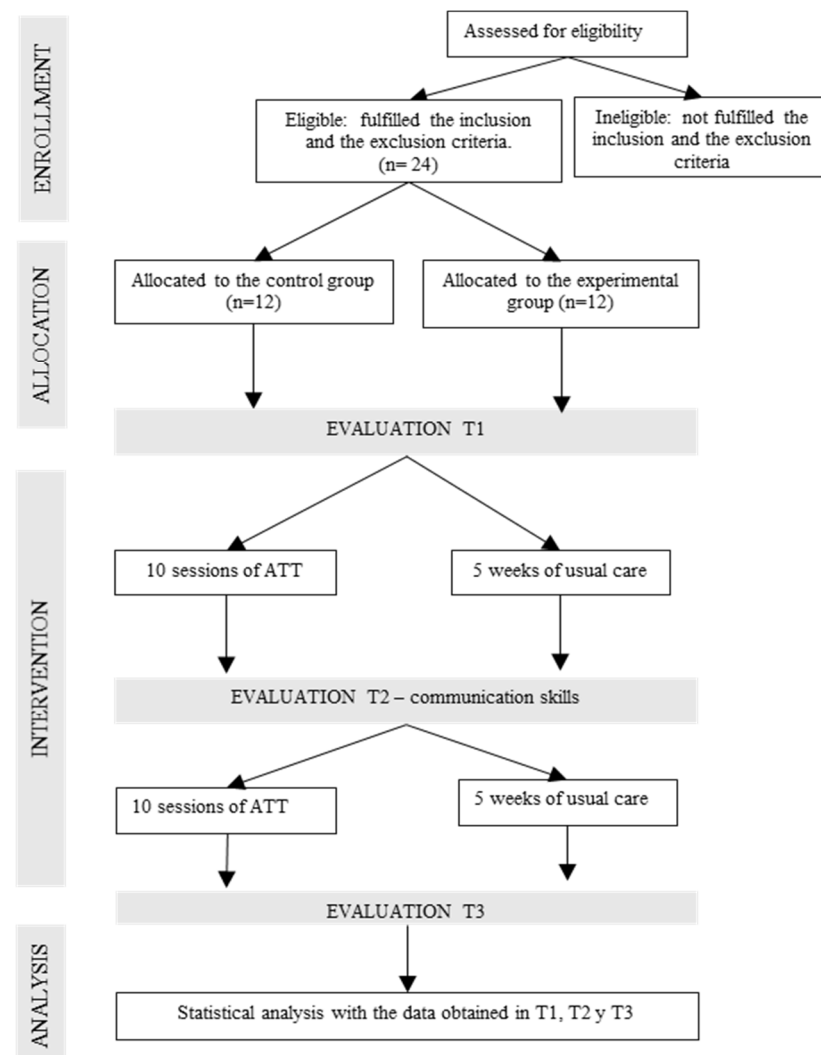 ENROLLMENT
Assessed for eligibility
Eligible: fulfilled the inclusion
and the exclusion criteria.
(n= 24)
Ineligible: not fulfilled the
inclusion and the exclusion
criteria
ALLOCATION
Allocated to the control group
(n=12)
Allocated to the experimental
group (n=12)
EVALUATION T1
INTERVENTION
10 sessions of ATT
5 weeks of usual care
EVALUATION T2 – communication skills
10 sessions of ATT
5 weeks of usual care
EVALUATION T3
ANALYSIS
Statistical analysis with the data obtained in T1, T2 y T3